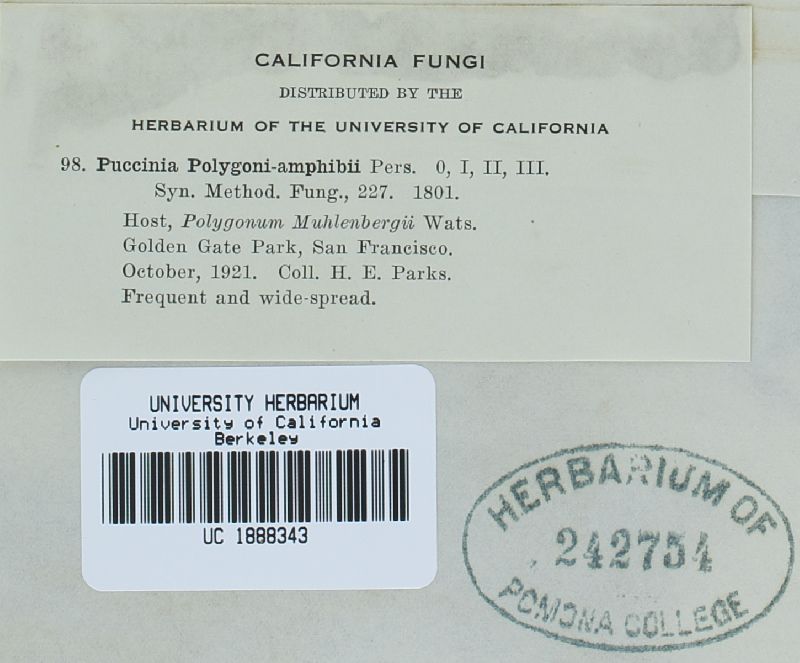 CALIFORNIA FUNGI
DISTRIBUTED BY THE
HERBARIUM OF THE UNIVERSITY OF CALIFORNIA
98. Puccinia Polygoni-amphibii Pers. 0, I, II, III.
Syn. Method. Fung., 227. 1801.
Host, Polygonum Muhlenbergii Wats.
Golden Gate Park, San Francisco.
October, 1921. Coll. H. E. Parks.
Frequent and wide-spread.
UNIVERSITY HERBARIUM
University of California
Berkeley
UC 1888343
HERBARIUM OF
242754
POMONA COLLEGE